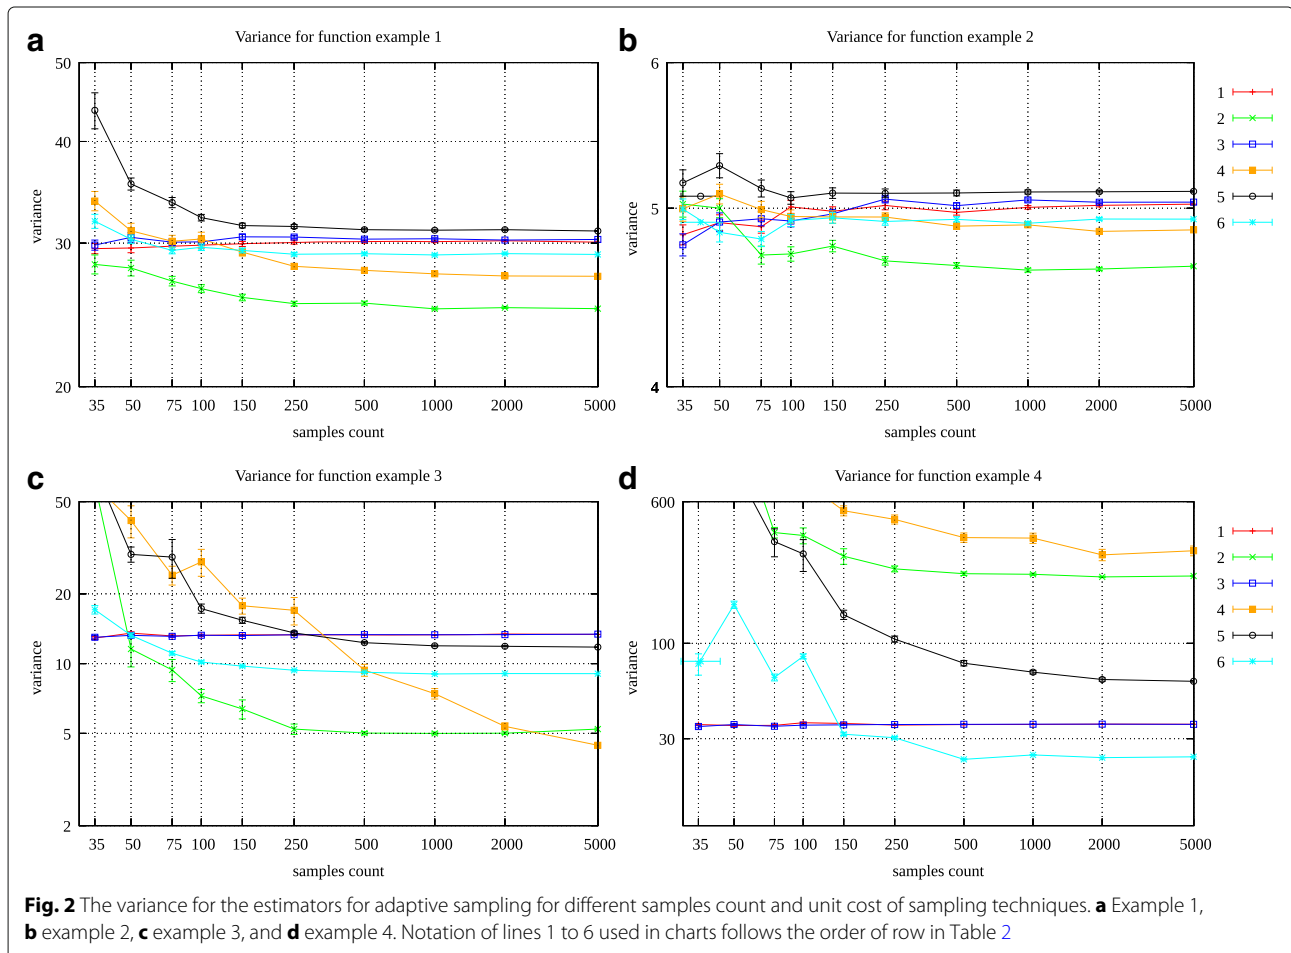 a
Variance for function example 1
50
40
30
20
variance
35 50 75 100 150 250 500 1000 2000 5000
samples count
b
Variance for function example 2
6
5
4
variance
35 50 75 100 150 250 500 1000 2000 5000
samples count
1
2
3
4
5
6
c
Variance for function example 3
50
20
10
5
2
variance
35 50 75 100 150 250 500 1000 2000 5000
samples count
d
Variance for function example 4
600
100
30
variance
35 50 75 100 150 250 500 1000 2000 5000
samples count
1
2
3
4
5
6
Fig. 2 The variance for the estimators for adaptive sampling for different samples count and unit cost of sampling techniques. a Example 1,
b example 2, c example 3, and d example 4. Notation of lines 1 to 6 used in charts follows the order of row in Table 2